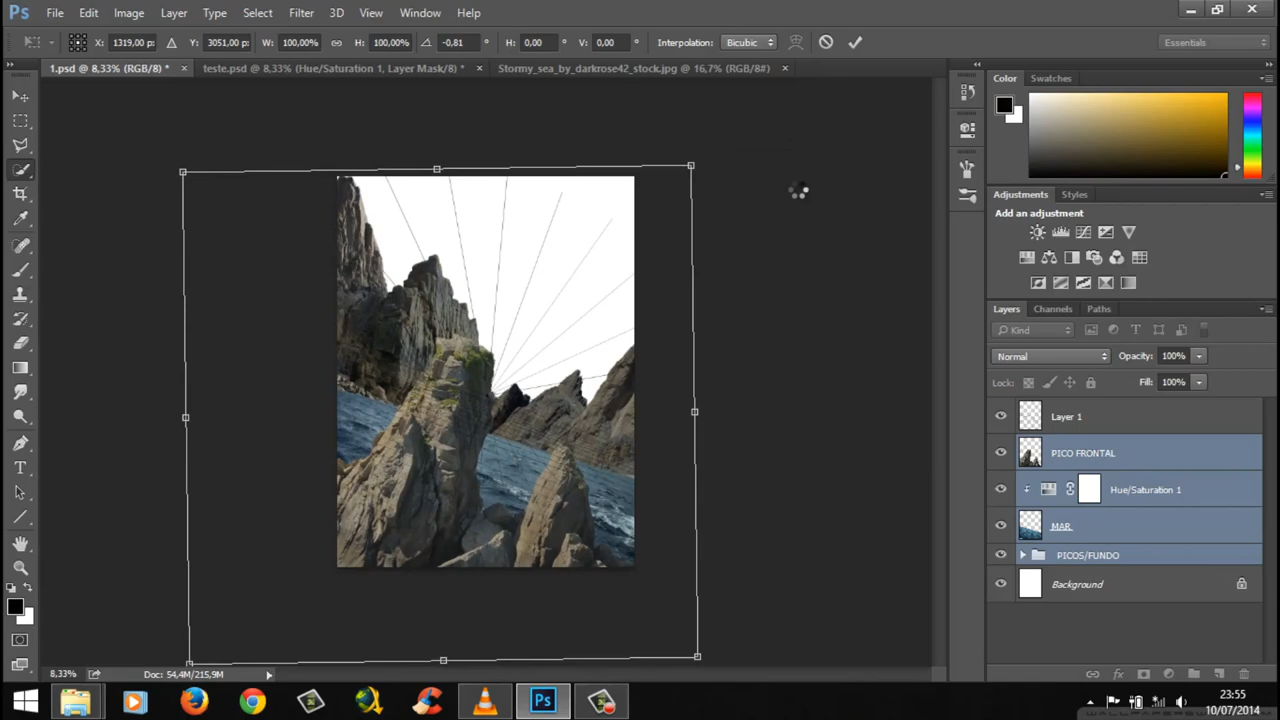 Ps File Edit Image Layer Type Select Filter 3D View Window Help
X: 1319,00 p: Y: 3051,00 p: W: 100,00% H: 100,00% -0,81 ° H: 0,00 ° V: 0,00 ° Interpolation: Bicubic Essentials
1.psd @ 8,33% (RGB/8) * × teste.psd @ 8,33% (Hue/Saturation 1, Layer Mask/8) * × Stormy_sea_by_darkrose42_stock.jpg @ 16,7% (RGB/8#) ×
Color Swatches
Adjustments Styles
Add an adjustment
Layers Channels Paths
Kind
Normal Opacity: 100%
Lock: Fill: 100%
Layer 1
PICO FRONTAL
Hue/Saturation 1
MAR
PICOS/FUNDO
Background
8,33% Doc: 54,4M/215,9M
Ps
23:55
10/07/2014